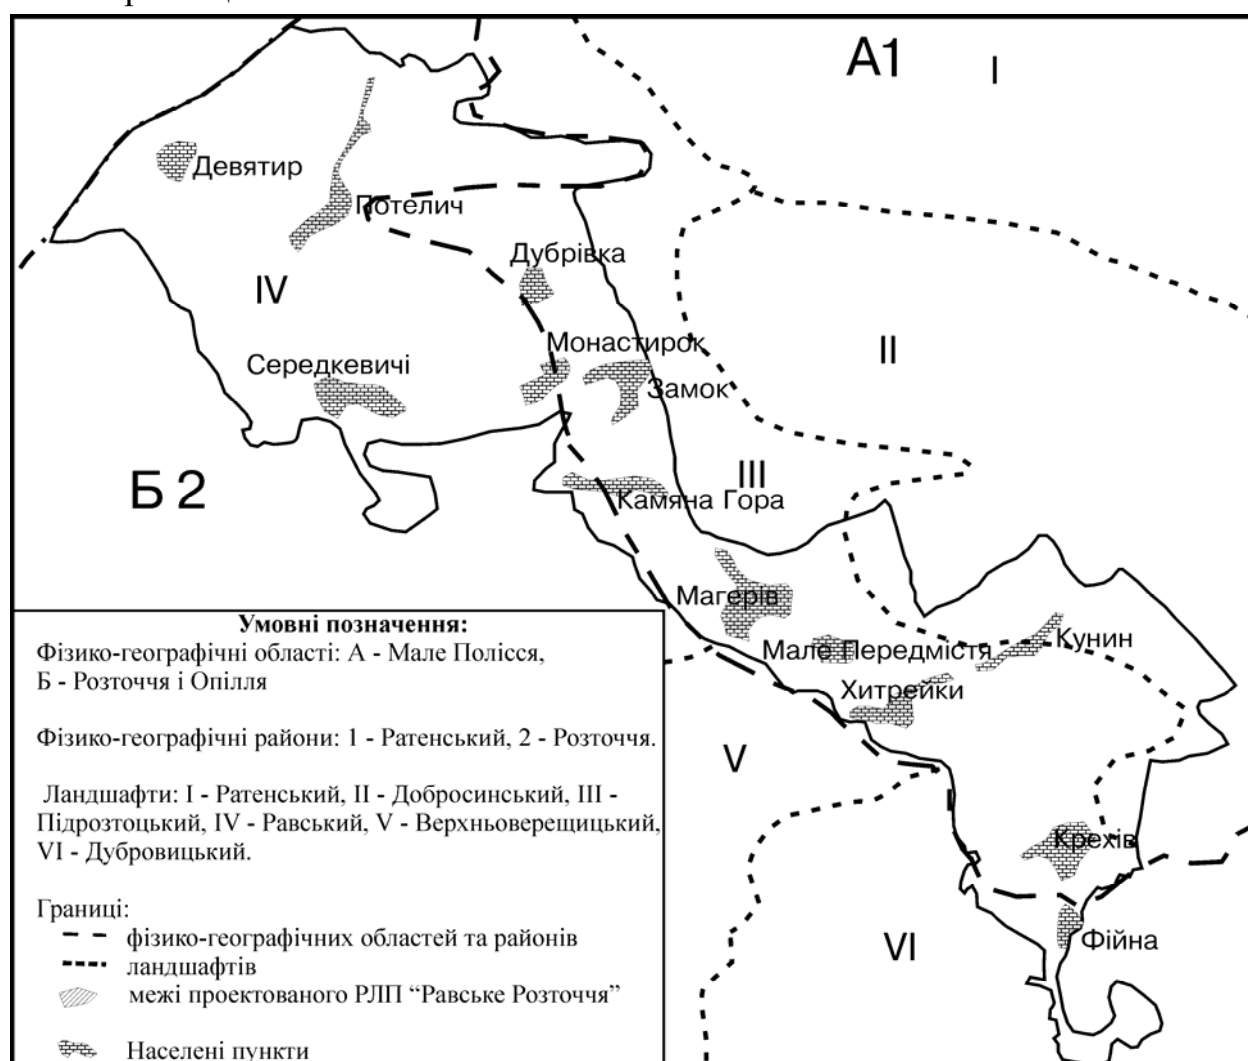 А1
I
Девятир
Потелич
Дубрівка
IV
Монастирок
II
Середкевичі
Замок
Б 2
III
Камяна Гора
Магерів
Мале Передмістя
Кунин
Хитрейки
V
Крехів
VI
Фійна
Умовні позначення:
Фізико-географічні області: А - Мале Полісся,
Б - Розточчя і Опілля
Фізико-географічні райони: 1 - Ратенський, 2 - Розточчя.
Ландшафти: I - Ратенський, II - Добросинський, III -
Підрозтоцький, IV - Равський, V - Верхньоверещицький,
VI - Дубровицький.
Границі:
фізико-географічних областей та районів
ландшафтів
межі проектованого РЛП “Равське Розточчя”
Населені пункти